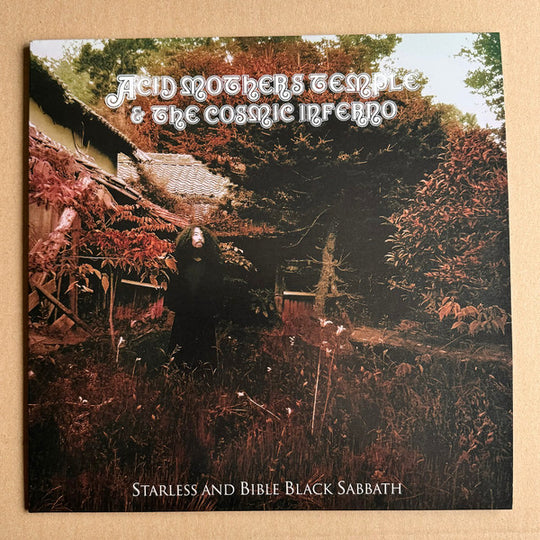 Acid Mothers Temple
& the Cosmic Inferno
Starless and Bible Black Sabbath